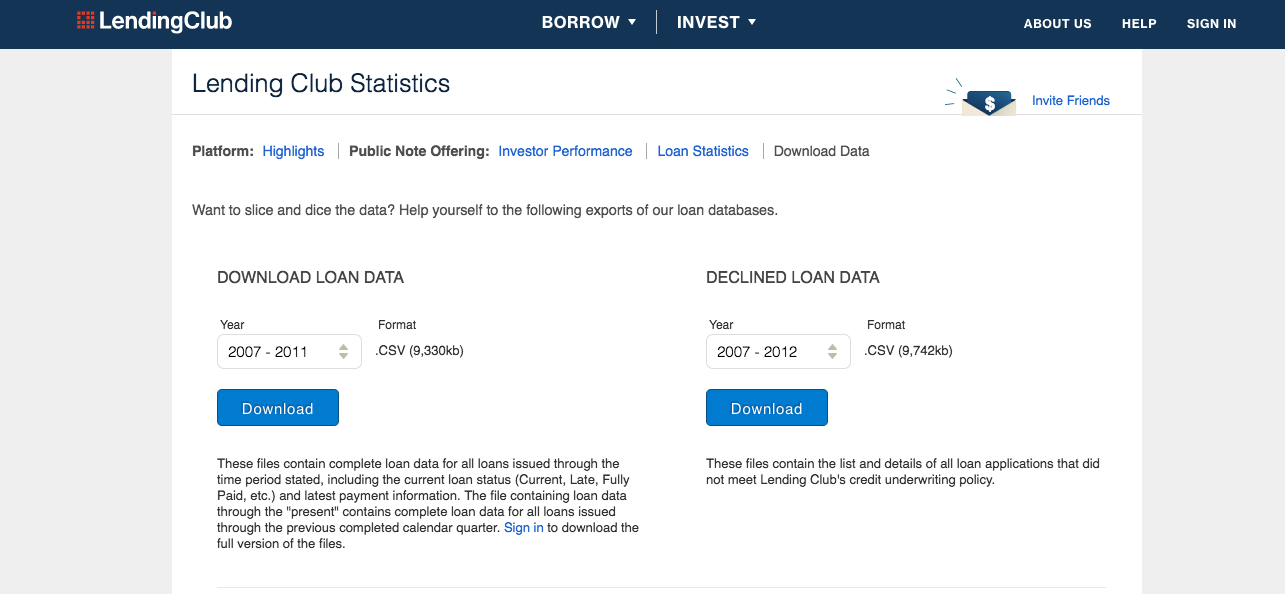 LendingClub
BORROW
INVEST
ABOUT US
HELP
SIGN IN
Lending Club Statistics
$
Invite Friends
Platform: Highlights Public Note Offering: Investor Performance Loan Statistics Download Data
Want to slice and dice the data? Help yourself to the following exports of our loan databases.
DOWNLOAD LOAN DATA
Year Format
2007 - 2011 .CSV (9,330kb)
Download
These files contain complete loan data for all loans issued through the
time period stated, including the current loan status (Current, Late, Fully
Paid, etc.) and latest payment information. The file containing loan data
through the "present" contains complete loan data for all loans issued
through the previous completed calendar quarter. Sign in to download the
full version of the files.
DECLINED LOAN DATA
Year Format
2007 - 2012 .CSV (9,742kb)
Download
These files contain the list and details of all loan applications that did
not meet Lending Club's credit underwriting policy.